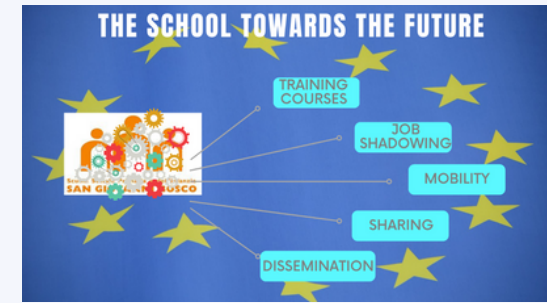 THE SCHOOL TOWARDS THE FUTURE
TRAINING
COURSES
JOB
SHADOWING
MOBILITY
SHARING
DISSEMINATION
SAN
BOSCO